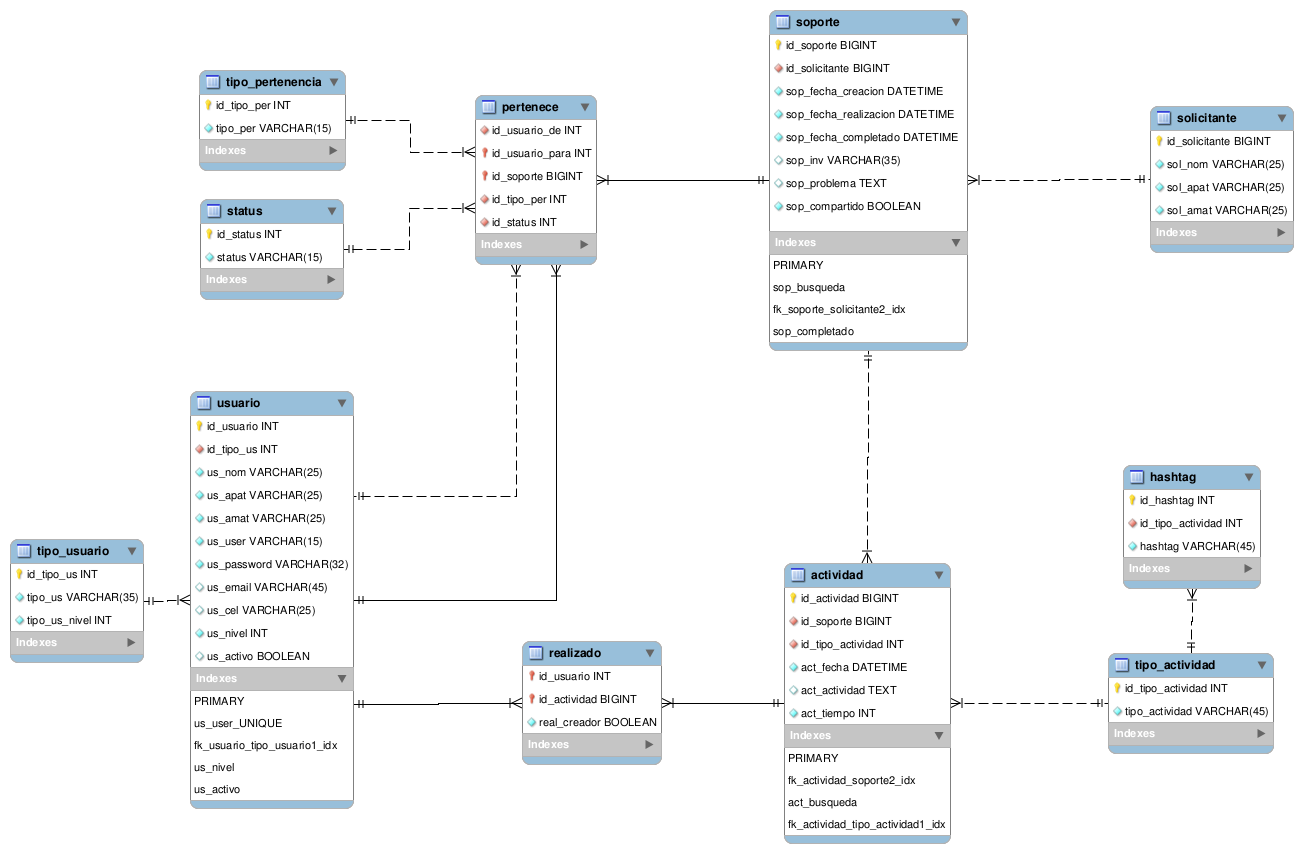 soporte
id_soporte BIGINT
id_solicitante BIGINT
sop_fecha_creacion DATETIME
sop_fecha_realizacion DATETIME
sop_fecha_completado DATETIME
sop_inv VARCHAR(35)
sop_problema TEXT
sop_compartido BOOLEAN
Indexes
PRIMARY
sop_busqueda
fk_soporte_solicitante2_idx
sop_completado
tipo_pertenencia
id_tipo_per INT
tipo_per VARCHAR(15)
Indexes
pertenece
id_usuario_de INT
id_usuario_para INT
id_soporte BIGINT
id_tipo_per INT
id_status INT
Indexes
solicitante
id_solicitante BIGINT
sol_nom VARCHAR(25)
sol_apat VARCHAR(25)
sol_amat VARCHAR(25)
Indexes
status
id_status INT
status VARCHAR(15)
Indexes
usuario
id_usuario INT
id_tipo_us INT
us_nom VARCHAR(25)
us_apat VARCHAR(25)
us_amat VARCHAR(25)
us_user VARCHAR(15)
us_password VARCHAR(32)
us_email VARCHAR(45)
us_cel VARCHAR(25)
us_nivel INT
us_activo BOOLEAN
Indexes
PRIMARY
us_user_UNIQUE
fk_usuario_tipo_usuario1_idx
us_nivel
us_activo
tipo_usuario
id_tipo_us INT
tipo_us VARCHAR(35)
tipo_us_nivel INT
Indexes
realizado
id_usuario INT
id_actividad BIGINT
real_creador BOOLEAN
Indexes
actividad
id_actividad BIGINT
id_soporte BIGINT
id_tipo_actividad INT
act_fecha DATETIME
act_actividad TEXT
act_tiempo INT
Indexes
PRIMARY
fk_actividad_soporte2_idx
act_busqueda
fk_actividad_tipo_actividad1_idx
hashtag
id_hashtag INT
id_tipo_actividad INT
hashtag VARCHAR(45)
Indexes
tipo_actividad
id_tipo_actividad INT
tipo_actividad VARCHAR(45)
Indexes